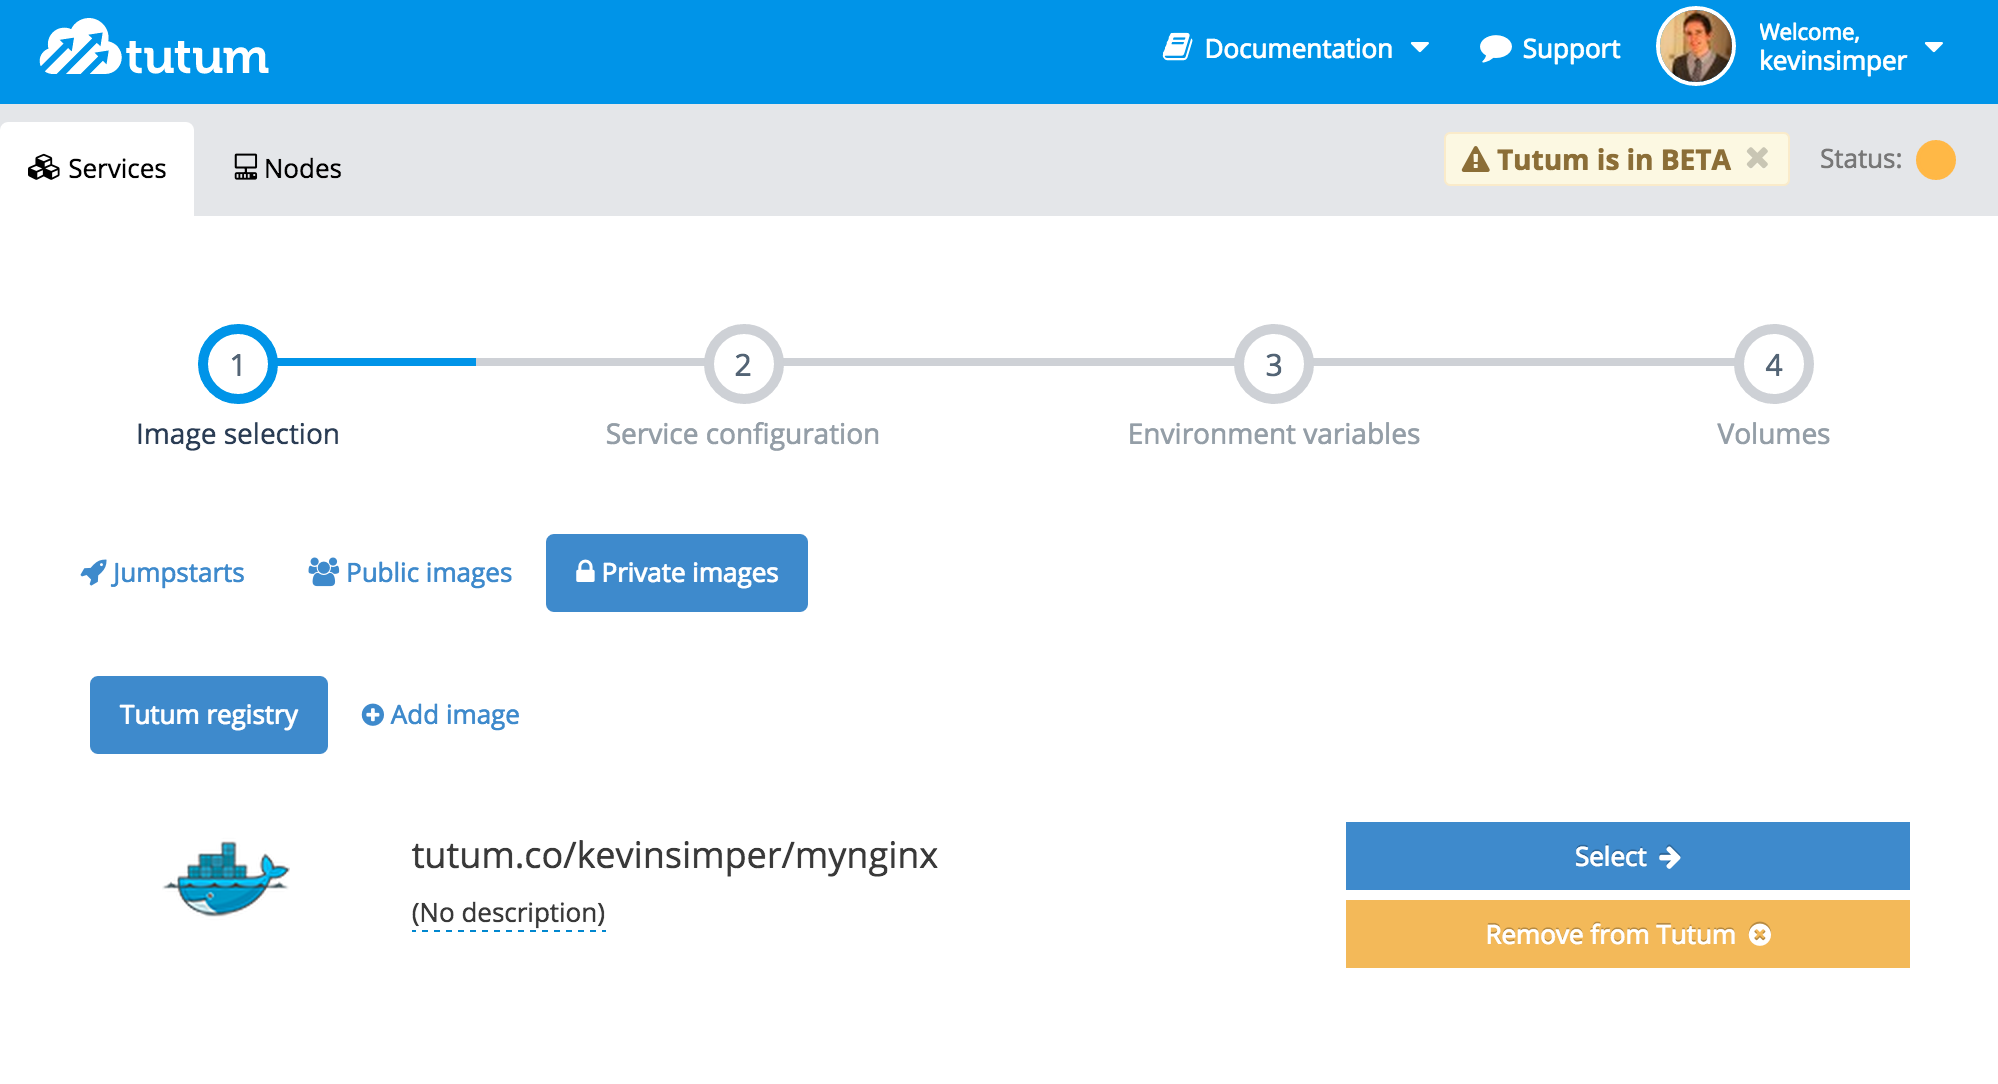 tutum
Documentation
Support
Welcome,
kevinsimper
Services
Nodes
Tutum is in BETA
Status:
1
2
3
4
Image selection
Service configuration
Environment variables
Volumes
Jumpstarts
Public images
Private images
Tutum registry
Add image
tutum.co/kevinsimper/mynginx
(No description)
Select
Remove from Tutum